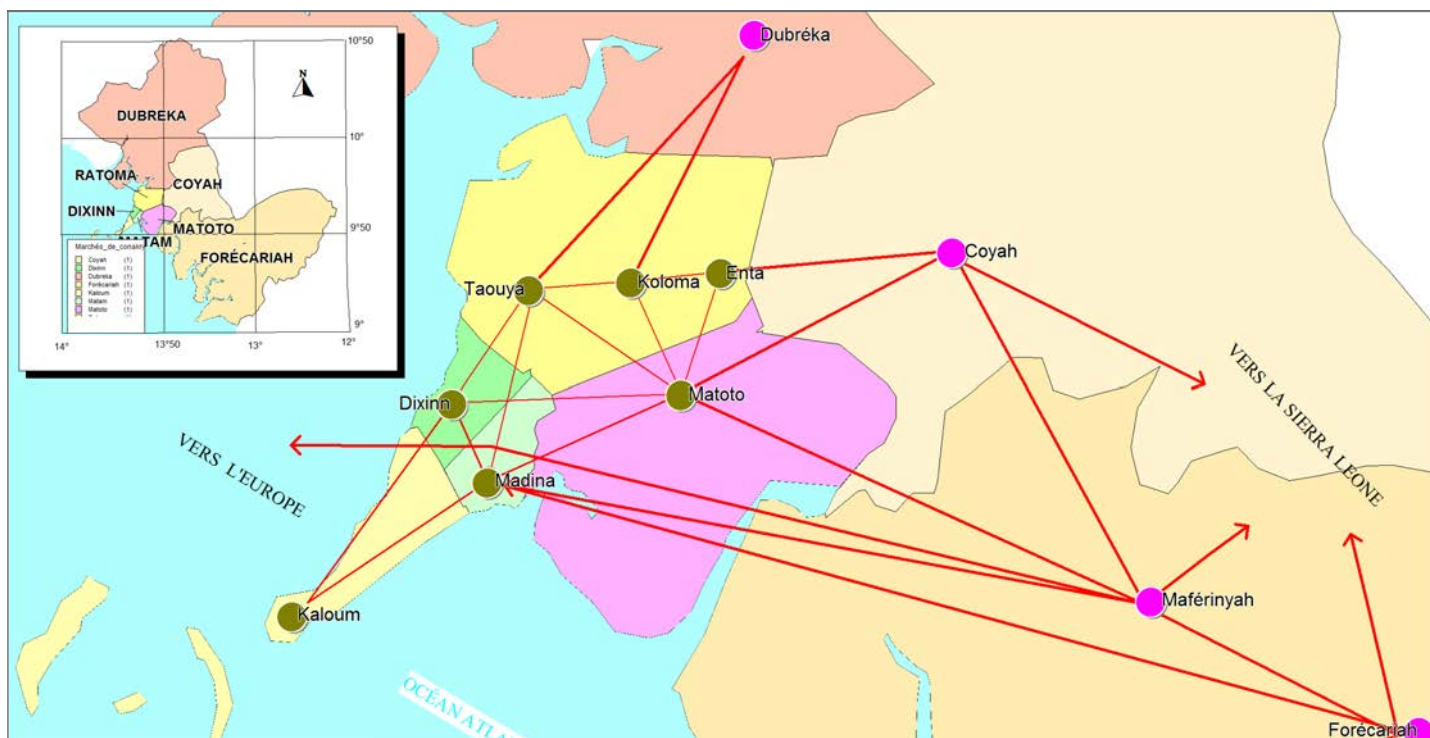 10°50
N
DUBREKA
10°
RATOMA
COYAH
DIXINN
MATOTO
9°50
Marchés_de_conakry
Coyah (1)
Dixinn (1)
Dubreka (1)
Forécariah (1)
Kaloum (1)
Matam (1)
Matoto (1)
FORÉCARIAH
9°
14°
13°50
13°
12°
Dubréka
Coyah
Taouya
Koloma
Enta
Dixinn
Matoto
Madina
Kaloum
Maférinyah
Forécariah
VERS L'EUROPE
VERS LA SIERRA LEONE
OCÉAN